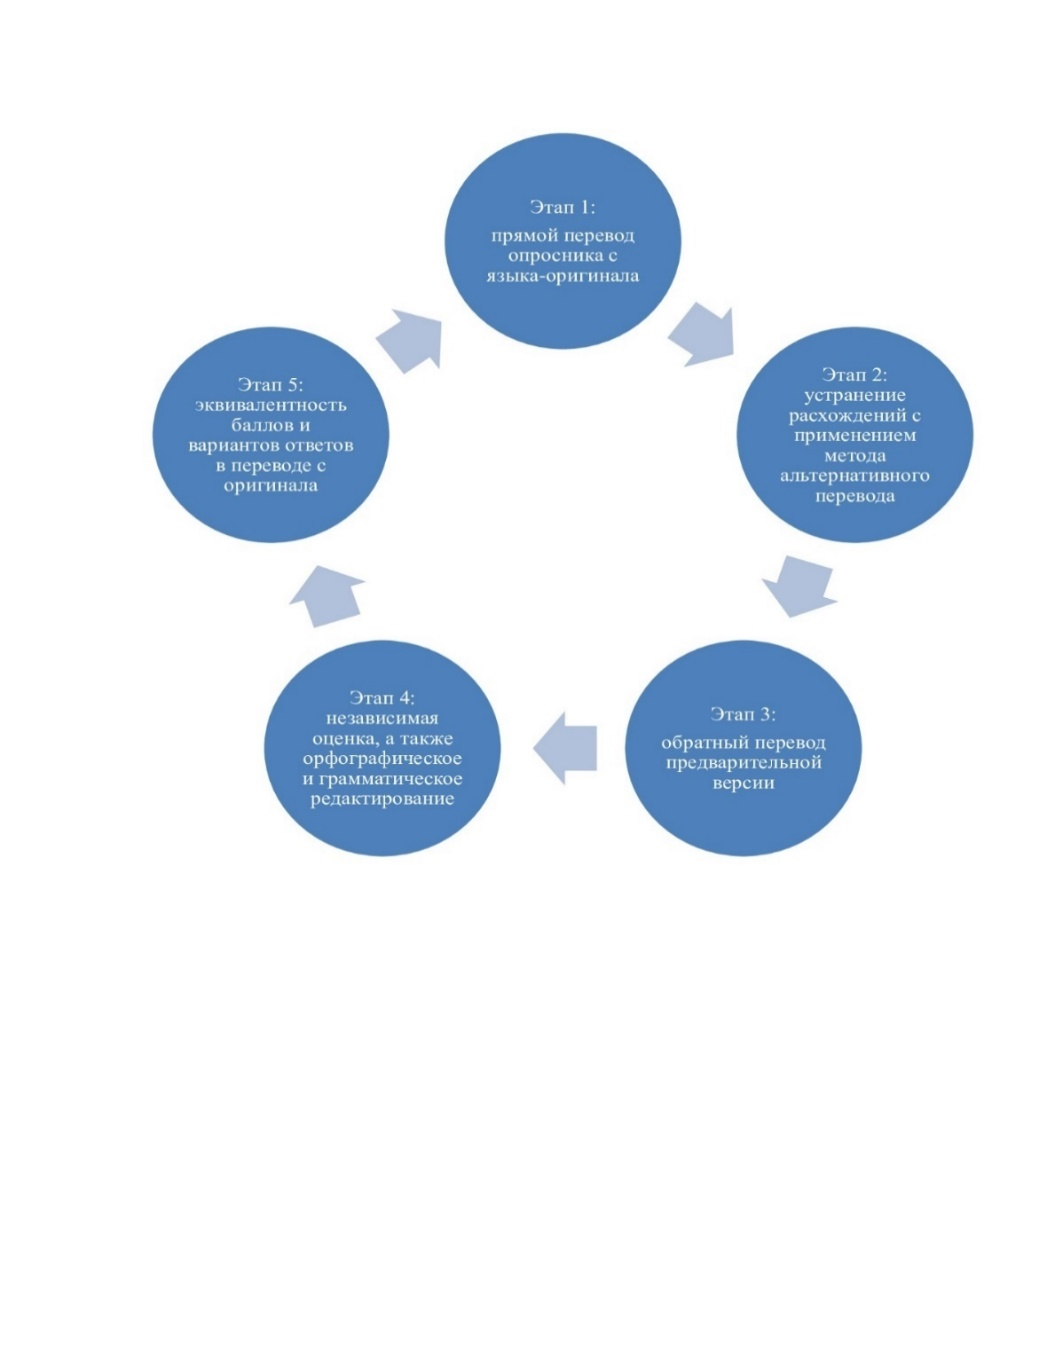 Этап 1:
прямой перевод
опросника с
языка-оригинала
Этап 2:
устранение
расхождений с
применением
метода
альтернативного
перевода
Этап 3:
обратный перевод
предварительной
версии
Этап 4:
независимая
оценка, а также
орфографическое
и грамматическое
редактирование
Этап 5:
эквивалентность
баллов и
вариантов ответов
в переводе с
оригинала